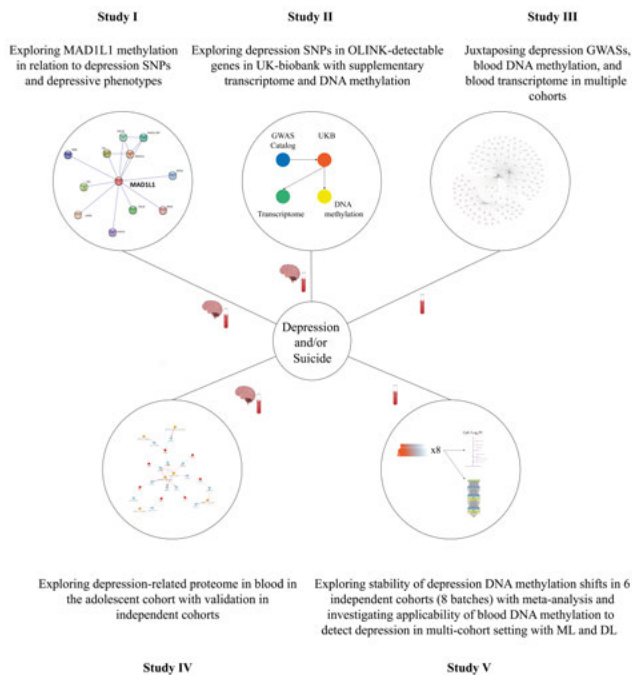 Study I
Exploring MAD1L1 methylation
in relation to depression SNPs
and depressive phenotypes
Study II
Exploring depression SNPs in OLINK-detectable
genes in UK-biobank with supplementary
transcriptome and DNA methylation
Study III
Juxtaposing depression GWASs,
blood DNA methylation, and
blood transcriptome in multiple
cohorts
MAD1L1
GWAS
Catalog
UKB
Transcriptome
DNA
methylation
Depression
and/or
Suicide
x8
Exploring depression-related proteome in blood in
the adolescent cohort with validation in
independent cohorts
Study IV
Exploring stability of depression DNA methylation shifts in 6
independent cohorts (8 batches) with meta-analysis and
investigating applicability of blood DNA methylation to
detect depression in multi-cohort setting with ML and DL
Study V